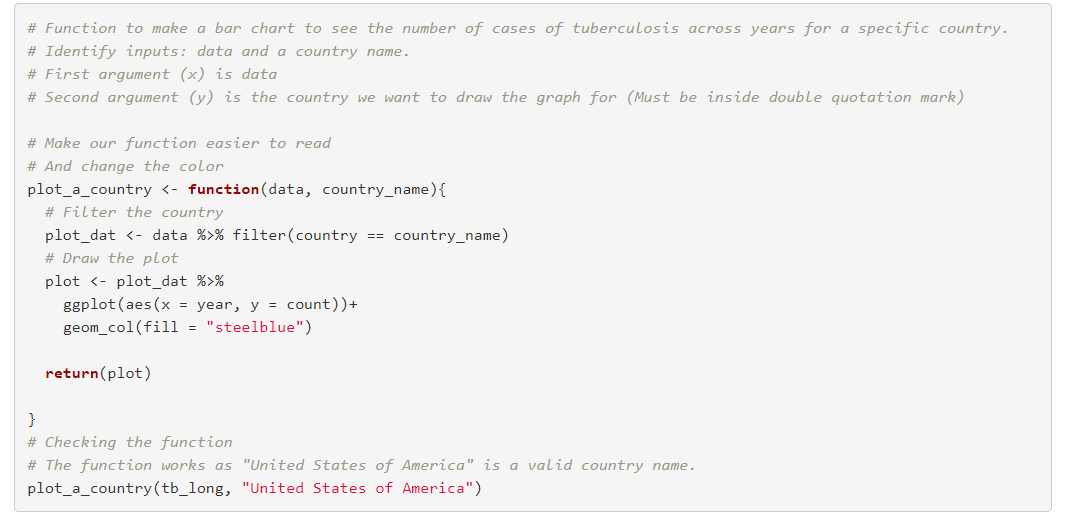 # Function to make a bar chart to see the number of cases of tuberculosis across years for a specific country.
# Identify inputs: data and a country name.
# First argument (x) is data
# Second argument (y) is the country we want to draw the graph for (Must be inside double quotation mark)

# Make our function easier to read
# And change the color
plot_a_country <- function(data, country_name){
  # Filter the country
  plot_dat <- data %>% filter(country == country_name)
  # Draw the plot
  plot <- plot_dat %>%
    ggplot(aes(x = year, y = count))+
    geom_col(fill = "steelblue")

  return(plot)

}
# Checking the function
# The function works as "United States of America" is a valid country name.
plot_a_country(tb_long, "United States of America")